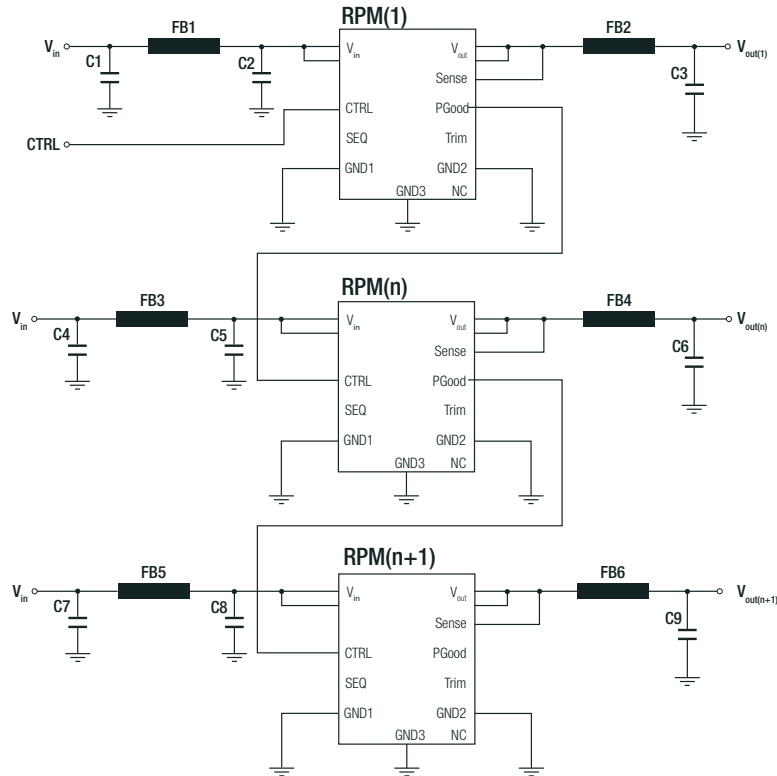 RPM(1)
V_in FB1 V_in V_out FB2 V_out(1)
C1 C2 Sense C3
CTRL PGood
CTRL SEQ Trim
GND1 GND2
GND3 NC
RPM(n)
V_in FB3 V_in V_out FB4 V_out(n)
C4 C5 Sense C6
CTRL PGood
SEQ Trim
GND1 GND2
GND3 NC
RPM(n+1)
V_in FB5 V_in V_out FB6 V_out(n+1)
C7 C8 Sense C9
CTRL PGood
SEQ Trim
GND1 GND2
GND3 NC